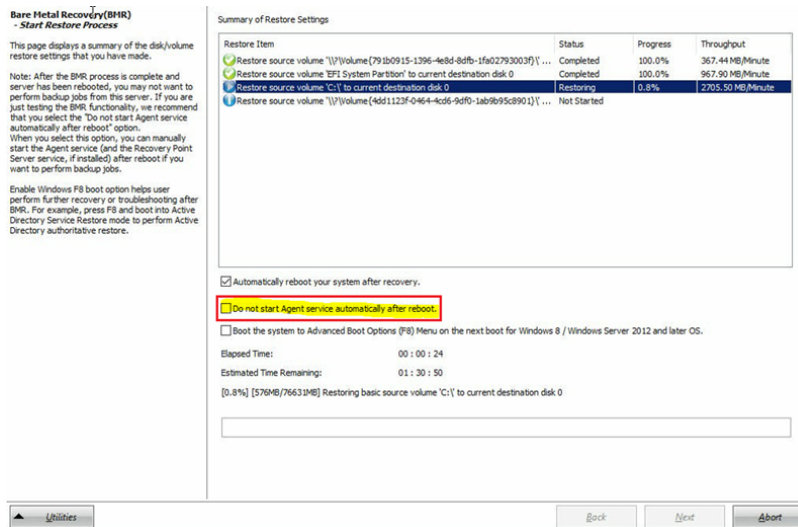 Bare Metal Recovery(BMR)
- Start Restore Process
This page displays a summary of the disk/volume
restore settings that you have made.
Note: After the BMR process is complete and
server has been rebooted, you may not want to
perform backup jobs from this server. If you are
just testing the BMR functionality, we recommend
that you select the "Do not start Agent service
automatically after reboot" option.
When you select this option, you can manually
start the Agent service (and the Recovery Point
Server service, if installed) after reboot if you
want to perform backup jobs.
Enable Windows F8 boot option helps user
perform further recovery or troubleshooting after
BMR. For example, press F8 and boot into Active
Directory Service Restore mode to perform Active
Directory authoritative restore.
Summary of Restore Settings
Restore Item Status Progress Throughput
Restore source volume '\\?\Volume{791b0915-1396-4e8d-8dfb-1fa02793003f}\' ... Completed 100.0% 367.44 MB/Minute
Restore source volume 'EFI System Partition' to current destination disk 0 Completed 100.0% 967.90 MB/Minute
Restore source volume 'C:\' to current destination disk 0 Restoring 0.8% 2705.50 MB/Minute
Restore source volume '\\?\Volume{4dd1123f-0464-4cd6-9df0-1ab9b95c8901}\' ... Not Started
Automatically reboot your system after recovery.
Do not start Agent service automatically after reboot.
Boot the system to Advanced Boot Options (F8) Menu on the next boot for Windows 8 / Windows Server 2012 and later OS.
Elapsed Time: 00 : 00 : 24
Estimated Time Remaining: 01 : 30 : 50
[0.8%] [576MB/76631MB] Restoring basic source volume 'C:\' to current destination disk 0
Utilities Back Next Abort